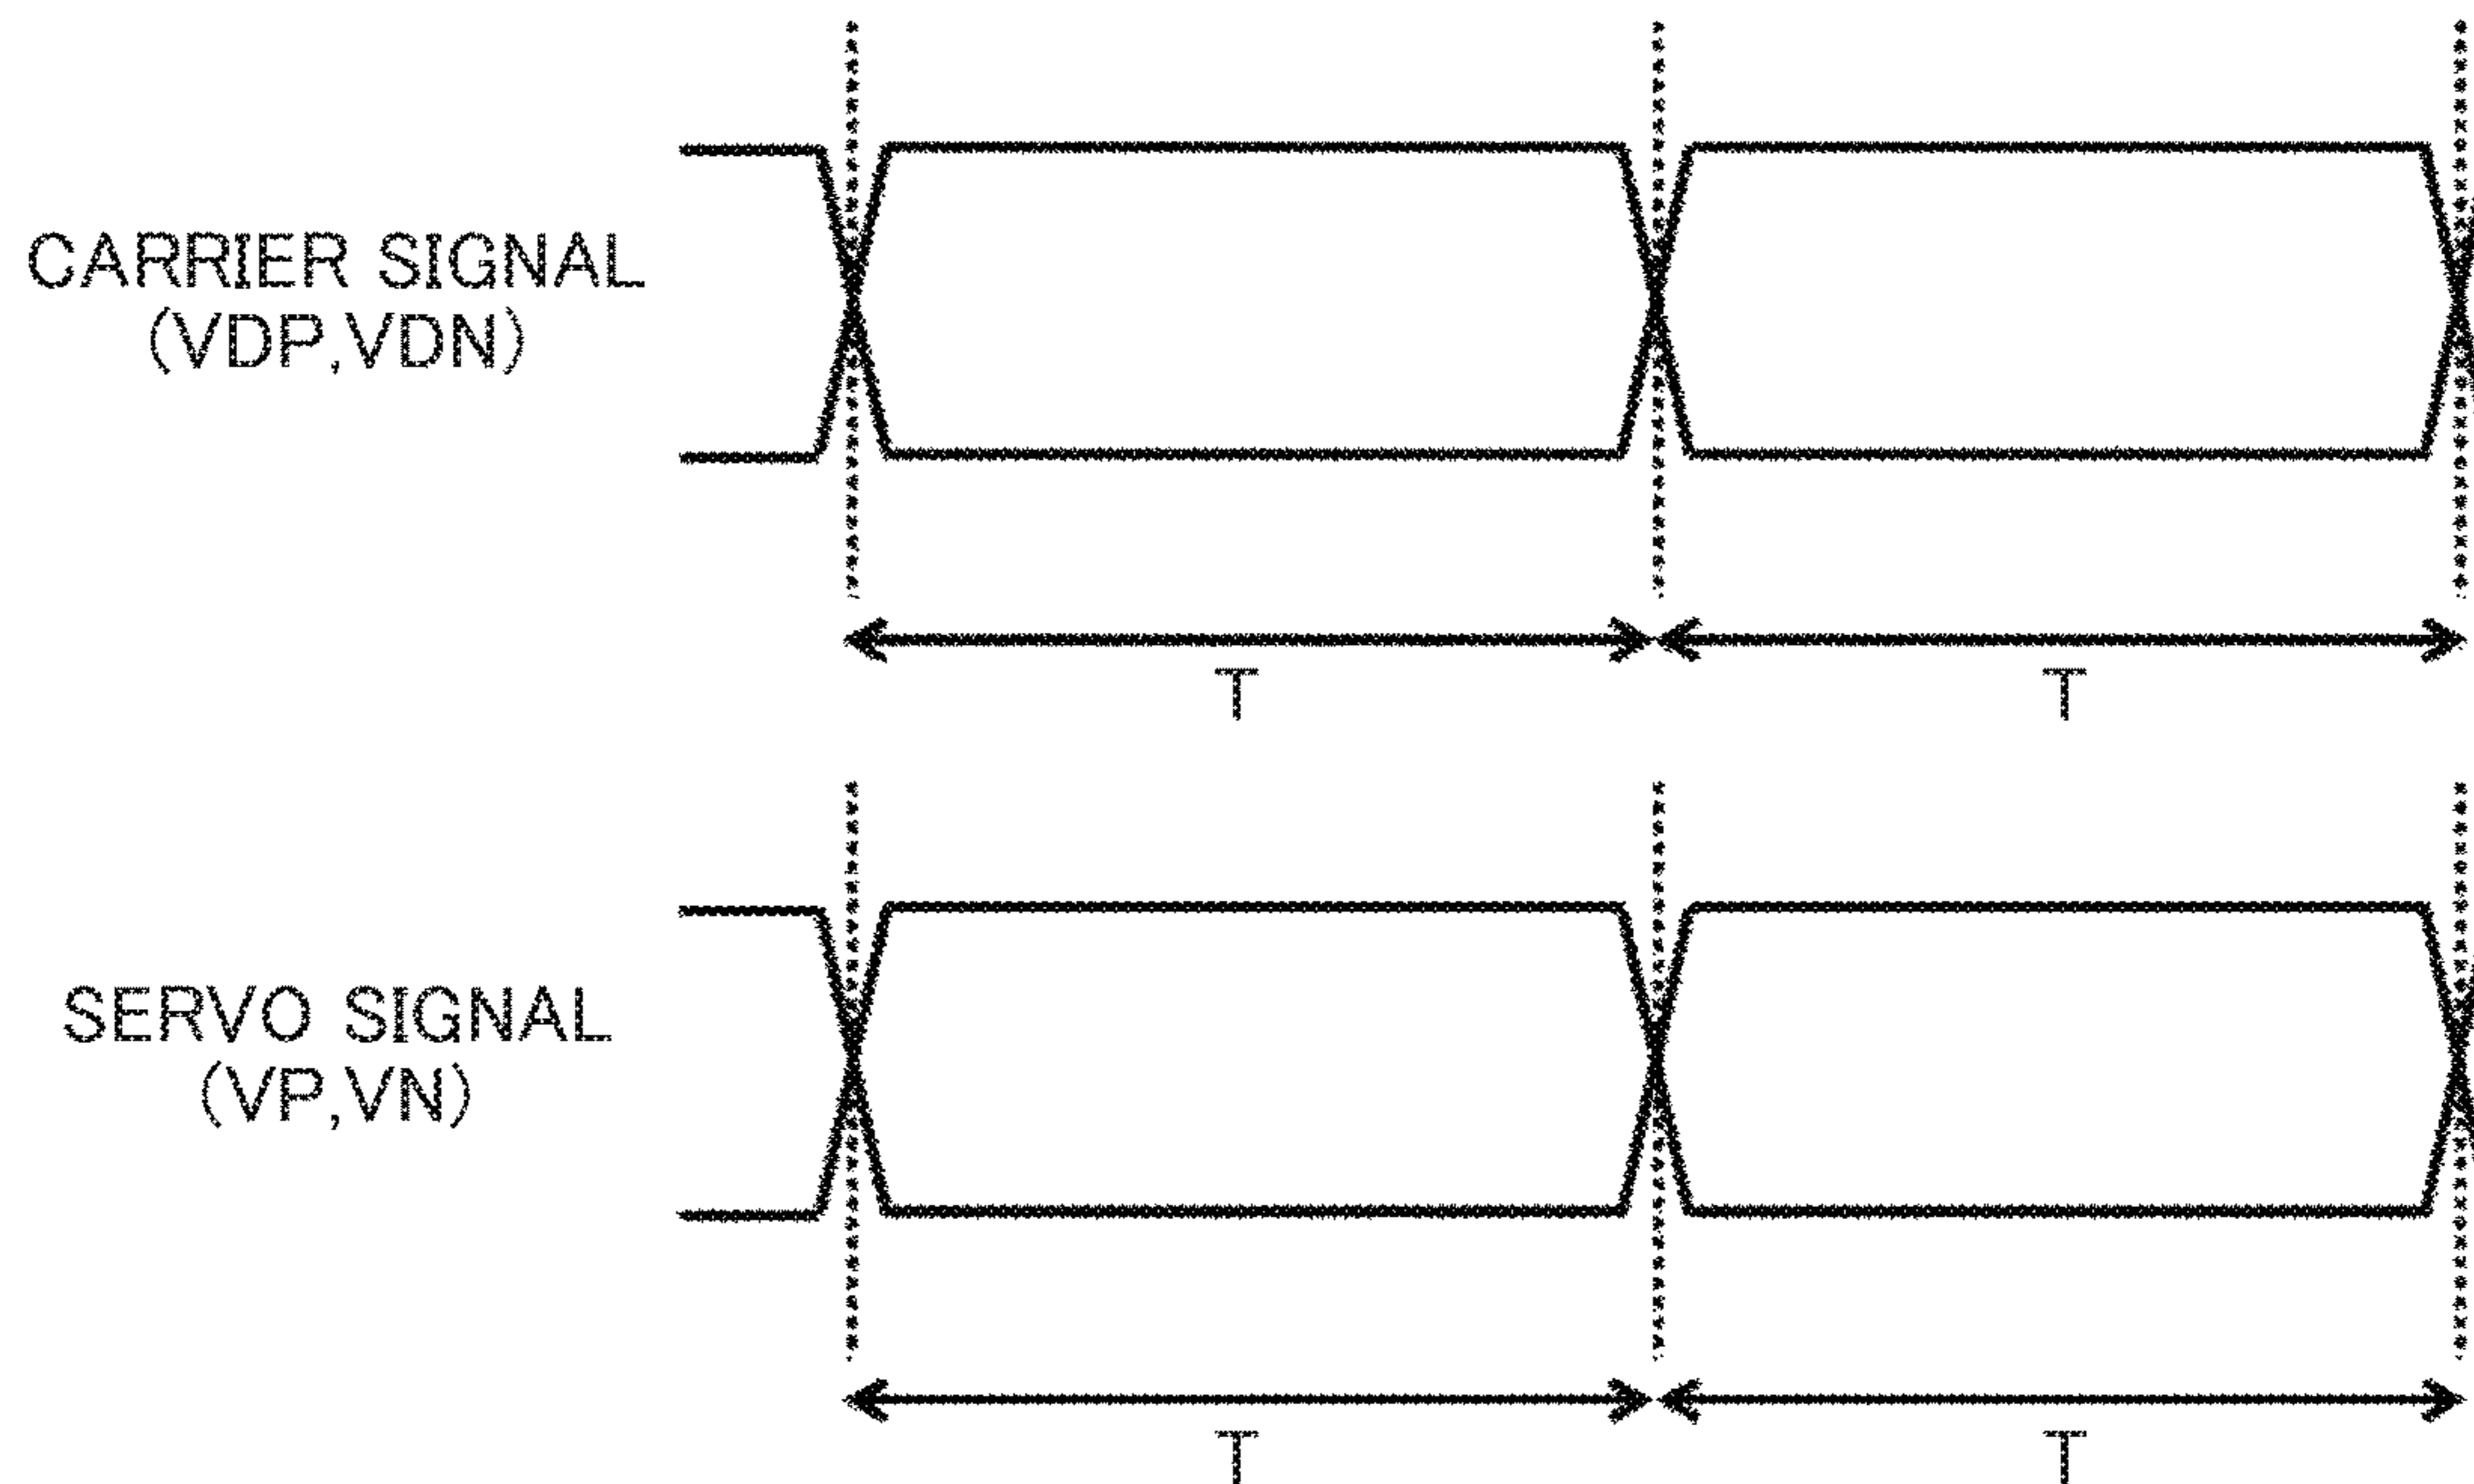 CARRIER SIGNAL
(VDP,VDN)
T T
SERVO SIGNAL
(VP,VN)
T T